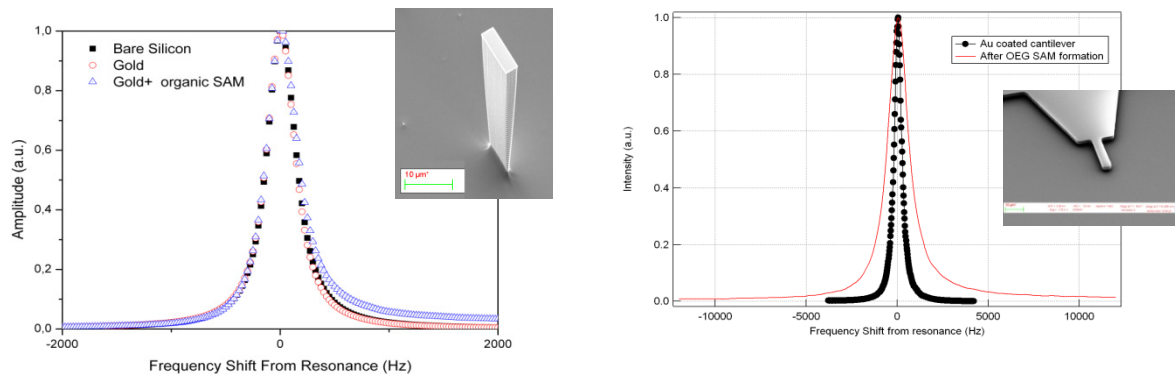 1,0
0,8
0,6
0,4
0,2
0,0
Amplitude (a.u.)
Bare Silicon
Gold
Gold+ organic SAM
10 µm*
-2000
0
2000
Frequency Shift From Resonance (Hz)
1.0
0.8
0.6
0.4
0.2
0.0
Intensity (a.u.)
Au coated cantilever
After OEG SAM formation
-10000
-5000
0
5000
10000
Frequency Shift from resonance (Hz)